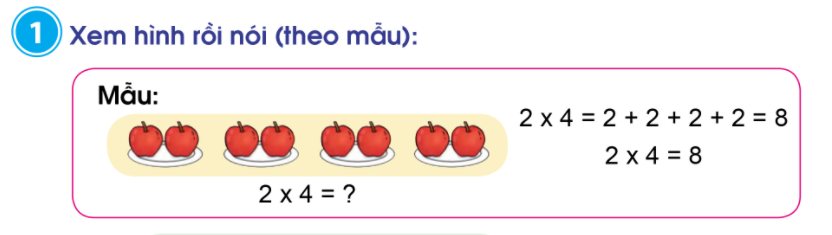 1 Xem hình rồi nói (theo mẫu):
Mẫu:
2 x 4 = 2 + 2 + 2 + 2 = 8
2 x 4 = 8
2 x 4 = ?